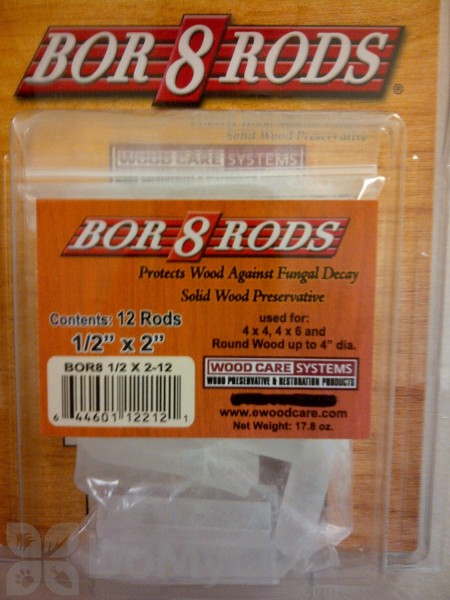 BOR 8 RODS®
Solid Wood Preservative
WOOD CARE SYSTEMS
BOR 8 RODS
Protects Wood Against Fungal Decay
Solid Wood Preservative
Contents: 12 Rods
1/2" x 2"
used for:
4 x 4, 4 x 6 and
Round Wood up to 4" dia.
BOR8 1/2 X 2-12
6 44601 12212 1
WOOD CARE SYSTEMS
WOOD PRESERVATIVE & RESTORATION PRODUCTS
www.ewoodcare.com
Net Weight: 17.8 oz.